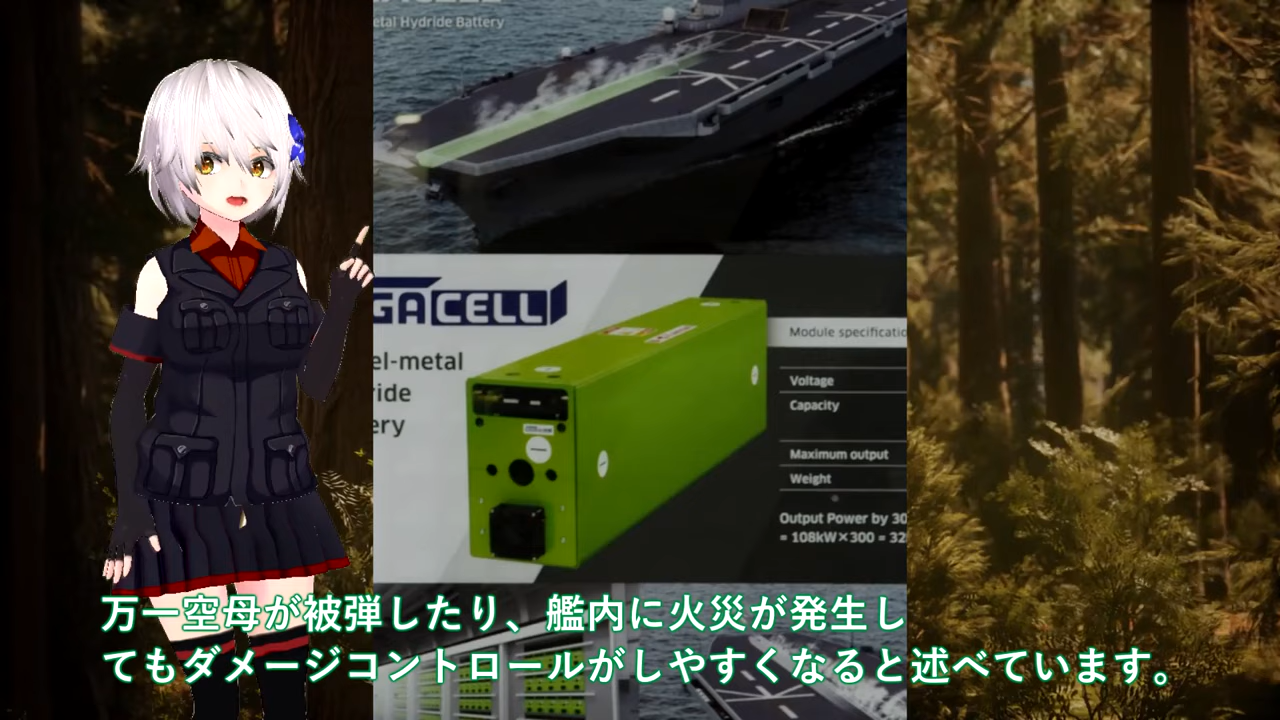 etal Hydride Battery
GACELL
el-metal
ride
ery
Module specificatio
Voltage
Capacity
Maximum output
Weight
Output Power by 30
= 108kW×300 = 32
万一空母が被弾したり、艦内に火災が発生し
てもダメージコントロールがしやすくなると述べています。